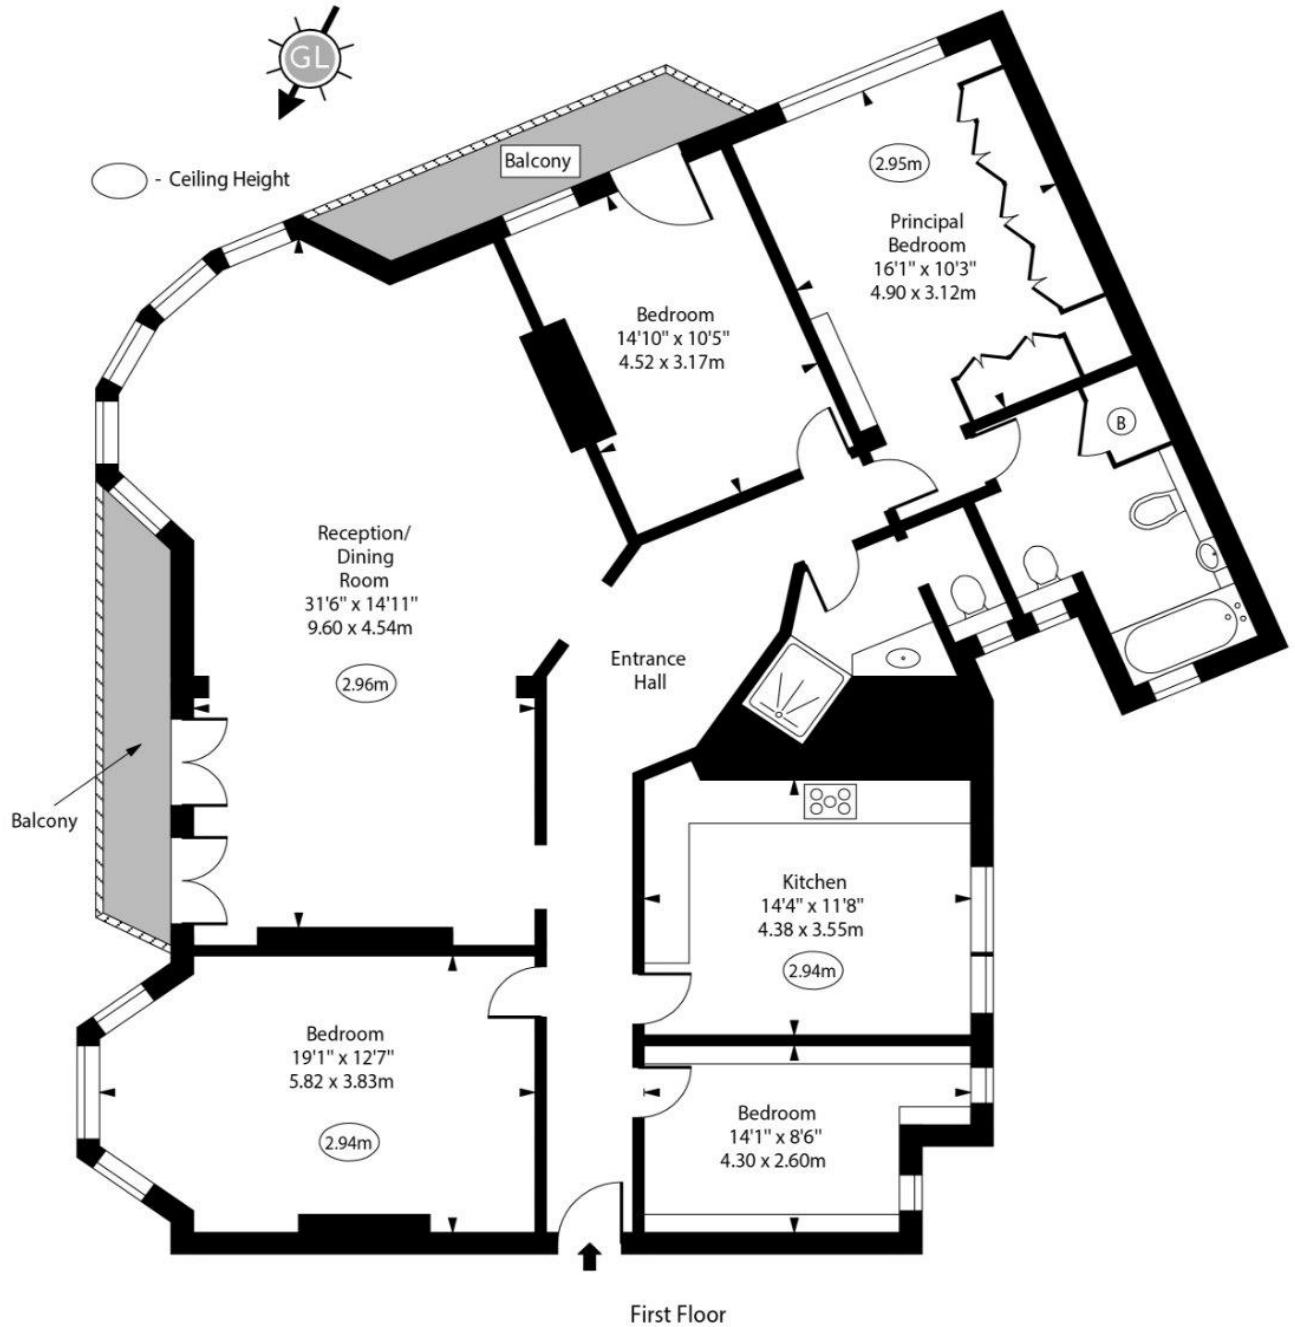 GL
- Ceiling Height
Balcony
2.95m
Principal
Bedroom
16'1" x 10'3"
4.90 x 3.12m
Bedroom
14'10" x 10'5"
4.52 x 3.17m
B
Reception/
Dining
Room
31'6" x 14'11"
9.60 x 4.54m
2.96m
Entrance
Hall
Balcony
Kitchen
14'4" x 11'8"
4.38 x 3.55m
2.94m
Bedroom
19'1" x 12'7"
5.82 x 3.83m
2.94m
Bedroom
14'1" x 8'6"
4.30 x 2.60m
First Floor